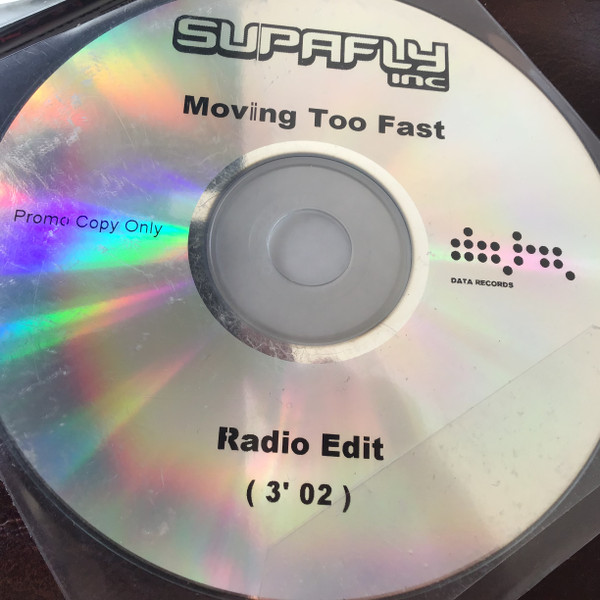 SUPAFLY
inc
Moving Too Fast
Promo Copy Only
DATA RECORDS
Radio Edit
( 3' 02 )